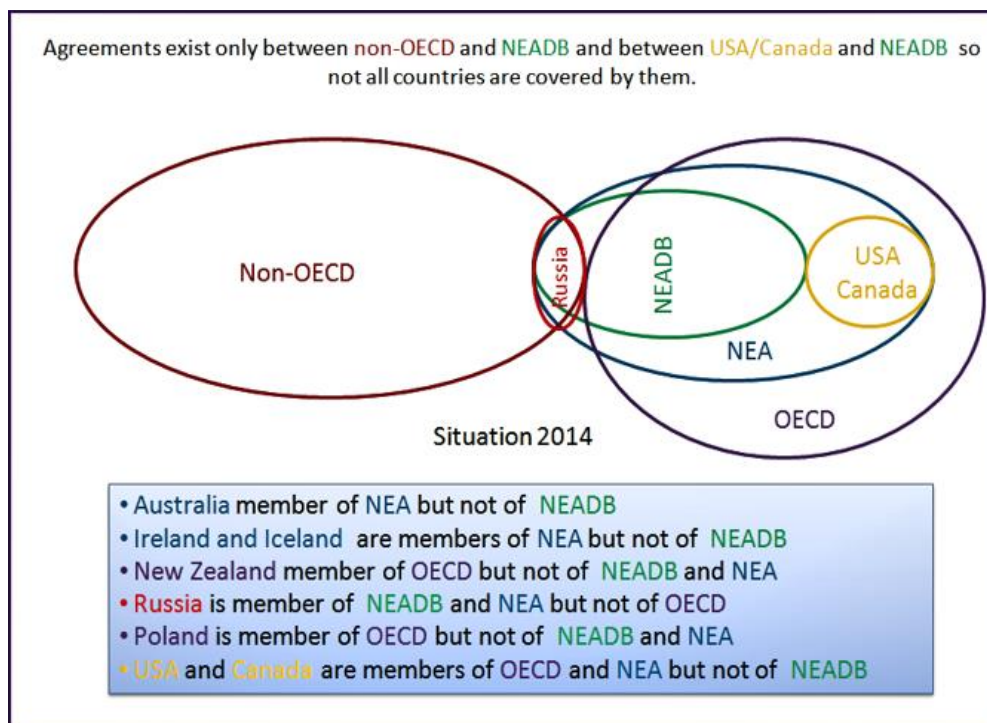 Agreements exist only between non-OECD and NEADB and between USA/Canada and NEADB so
not all countries are covered by them.
Non-OECD
Russia
NEADB
USA
Canada
NEA
OECD
Situation 2014
• Australia member of NEA but not of NEADB
• Ireland and Iceland are members of NEA but not of NEADB
• New Zealand member of OECD but not of NEADB and NEA
• Russia is member of NEADB and NEA but not of OECD
• Poland is member of OECD but not of NEADB and NEA
• USA and Canada are members of OECD and NEA but not of NEADB